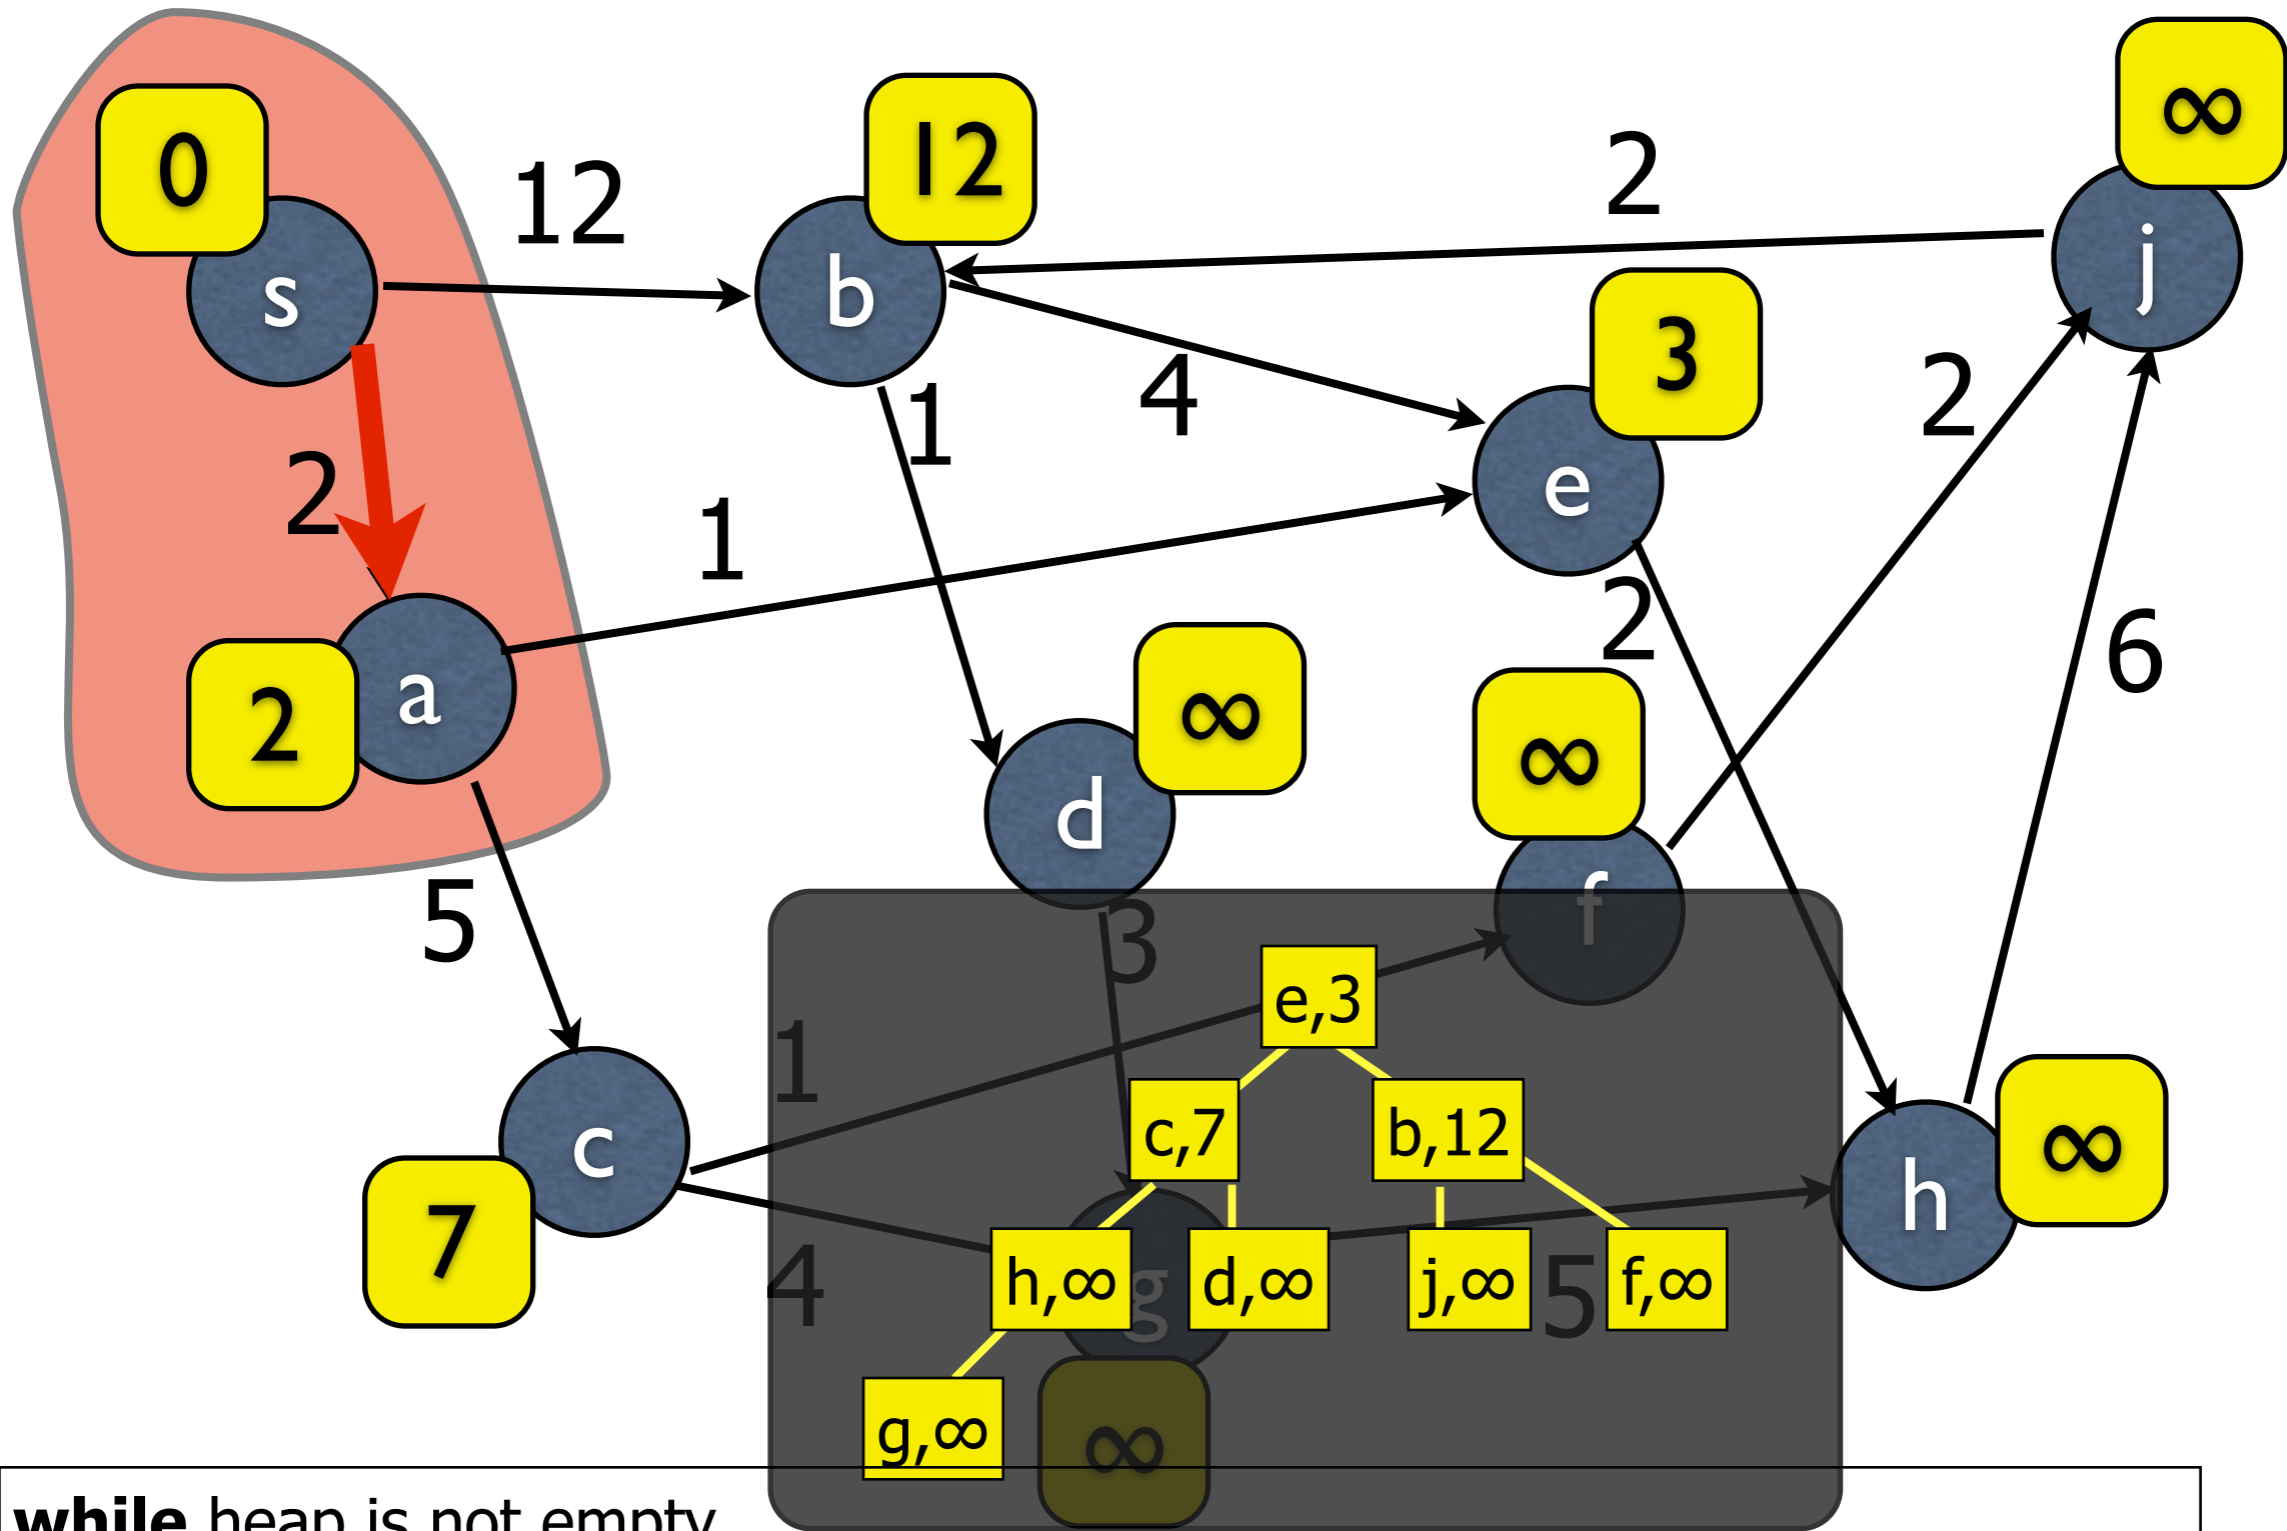 ∞
12
0
12
2
s
b
j
3
4
1
2
2
e
1
2
6
∞
a
2
∞
d
f
5
3
e,3
1
c,7
b,12
c
∞
h
7
4
h,∞
g
d,∞
j,∞
5
f,∞
g,∞
∞
while heap is not empty